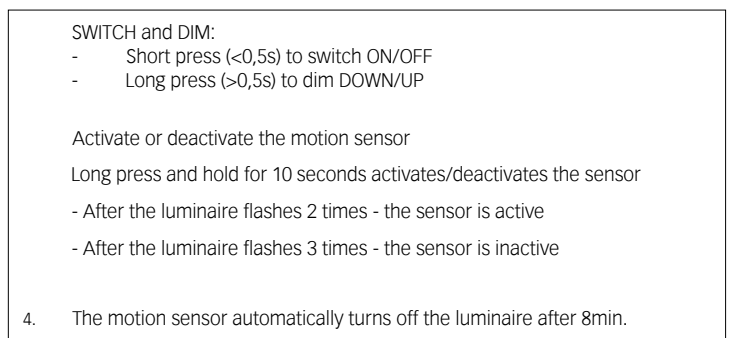 SWITCH and DIM:
- Short press (<0,5s) to switch ON/OFF
- Long press (>0,5s) to dim DOWN/UP
Activate or deactivate the motion sensor
Long press and hold for 10 seconds activates/deactivates the sensor
- After the luminaire flashes 2 times - the sensor is active
- After the luminaire flashes 3 times - the sensor is inactive
4. The motion sensor automatically turns off the luminaire after 8min.